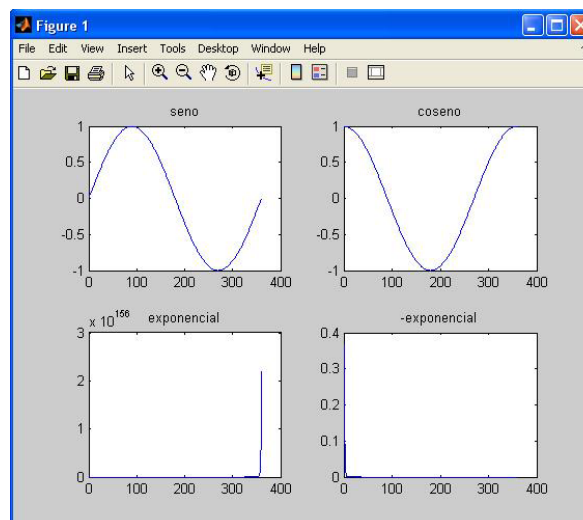 Figure 1
File Edit View Insert Tools Desktop Window Help
seno
1
0.5
0
-0.5
-1
0 100 200 300 400
coseno
1
0.5
0
-0.5
-1
0 100 200 300 400
x 10^156
exponencial
3
2
1
0
0 100 200 300 400
-exponencial
0.4
0.3
0.2
0.1
0
0 100 200 300 400